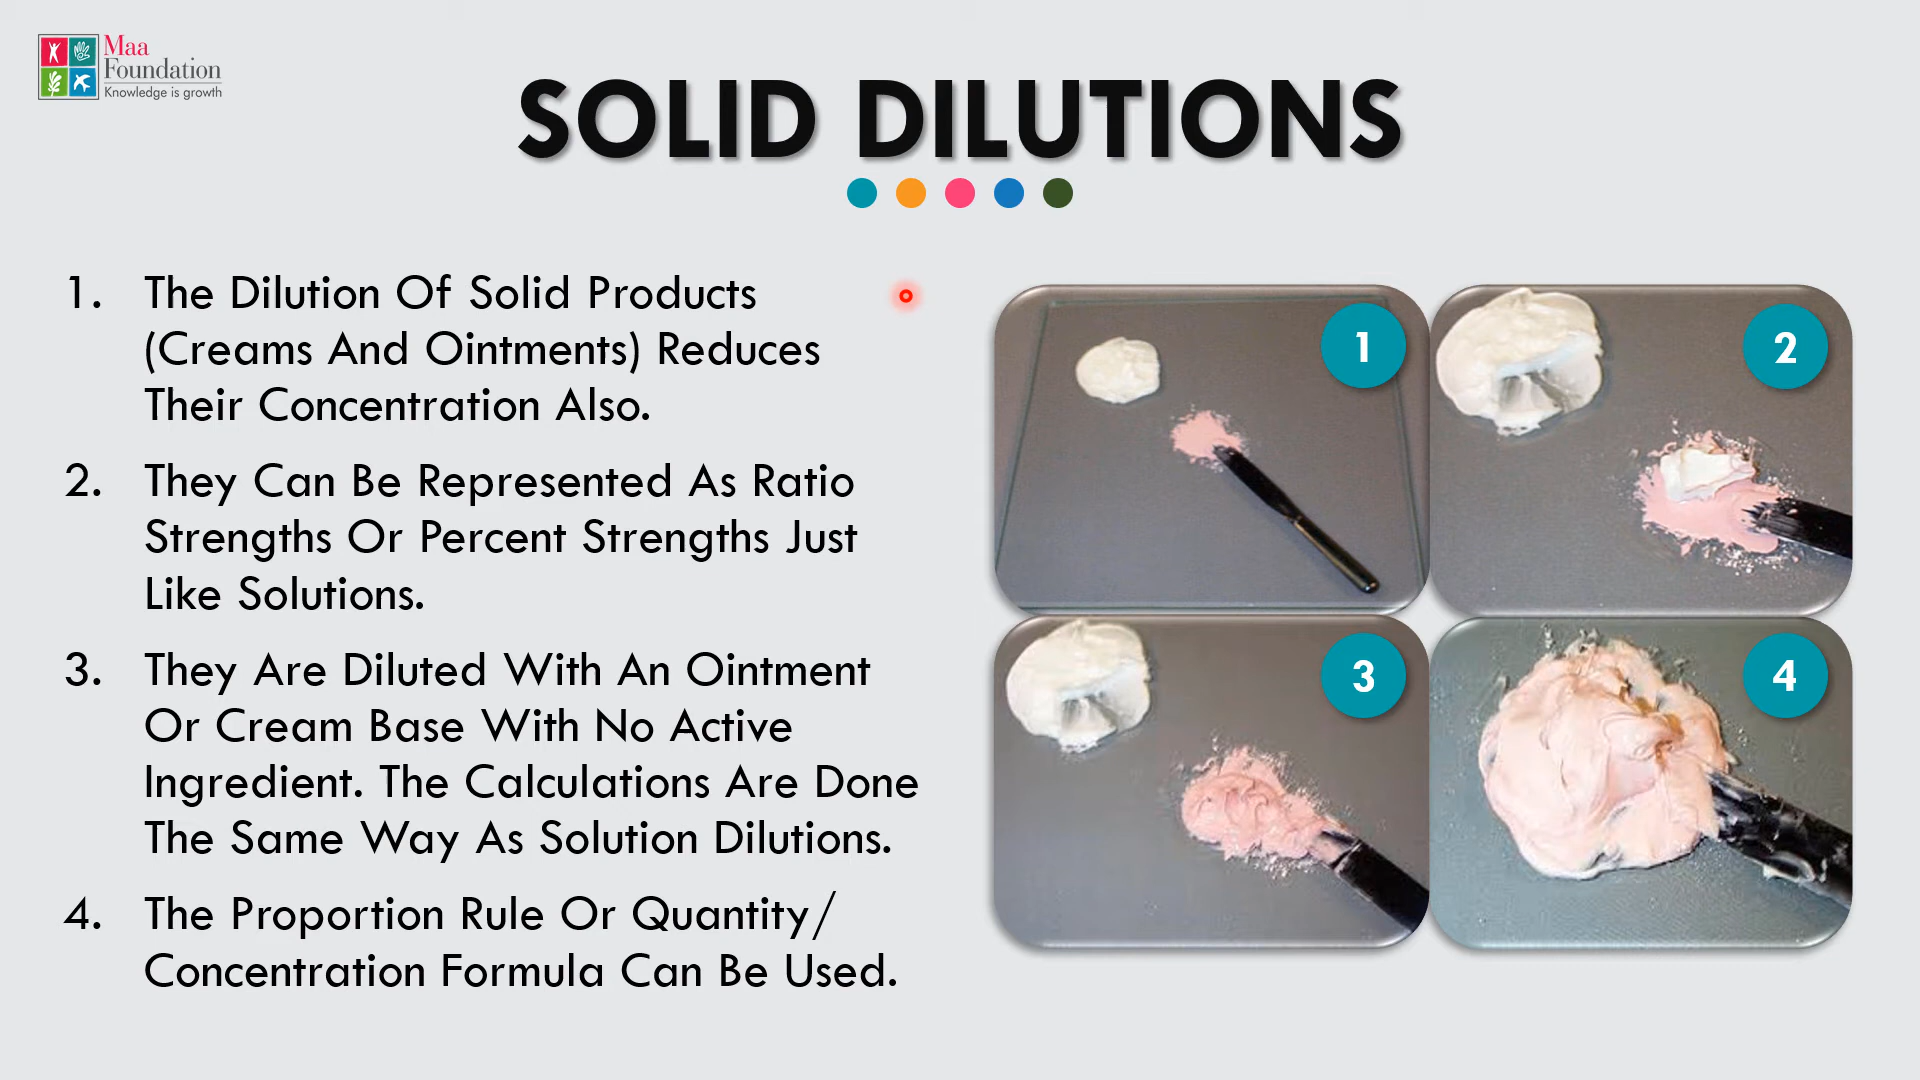 Maa
Foundation
Knowledge is growth
SOLID DILUTIONS
1. The Dilution Of Solid Products
(Creams And Ointments) Reduces
Their Concentration Also.
2. They Can Be Represented As Ratio
Strengths Or Percent Strengths Just
Like Solutions.
3. They Are Diluted With An Ointment
Or Cream Base With No Active
Ingredient. The Calculations Are Done
The Same Way As Solution Dilutions.
4. The Proportion Rule Or Quantity/
Concentration Formula Can Be Used.
1
2
3
4